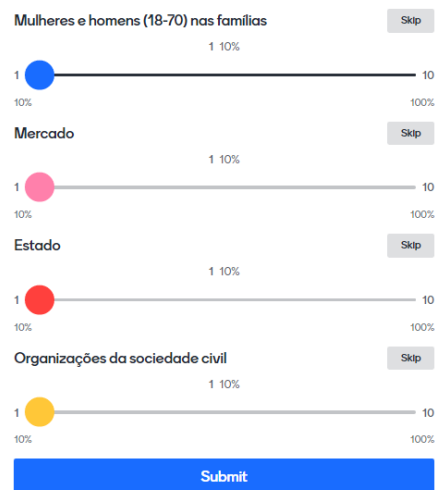 Mulheres e homens (18-70) nas famílias Skip
1 10%
1 10
10% 100%
Mercado Skip
1 10%
1 10
10% 100%
Estado Skip
1 10%
1 10
10% 100%
Organizações da sociedade civil Skip
1 10%
1 10
10% 100%
Submit